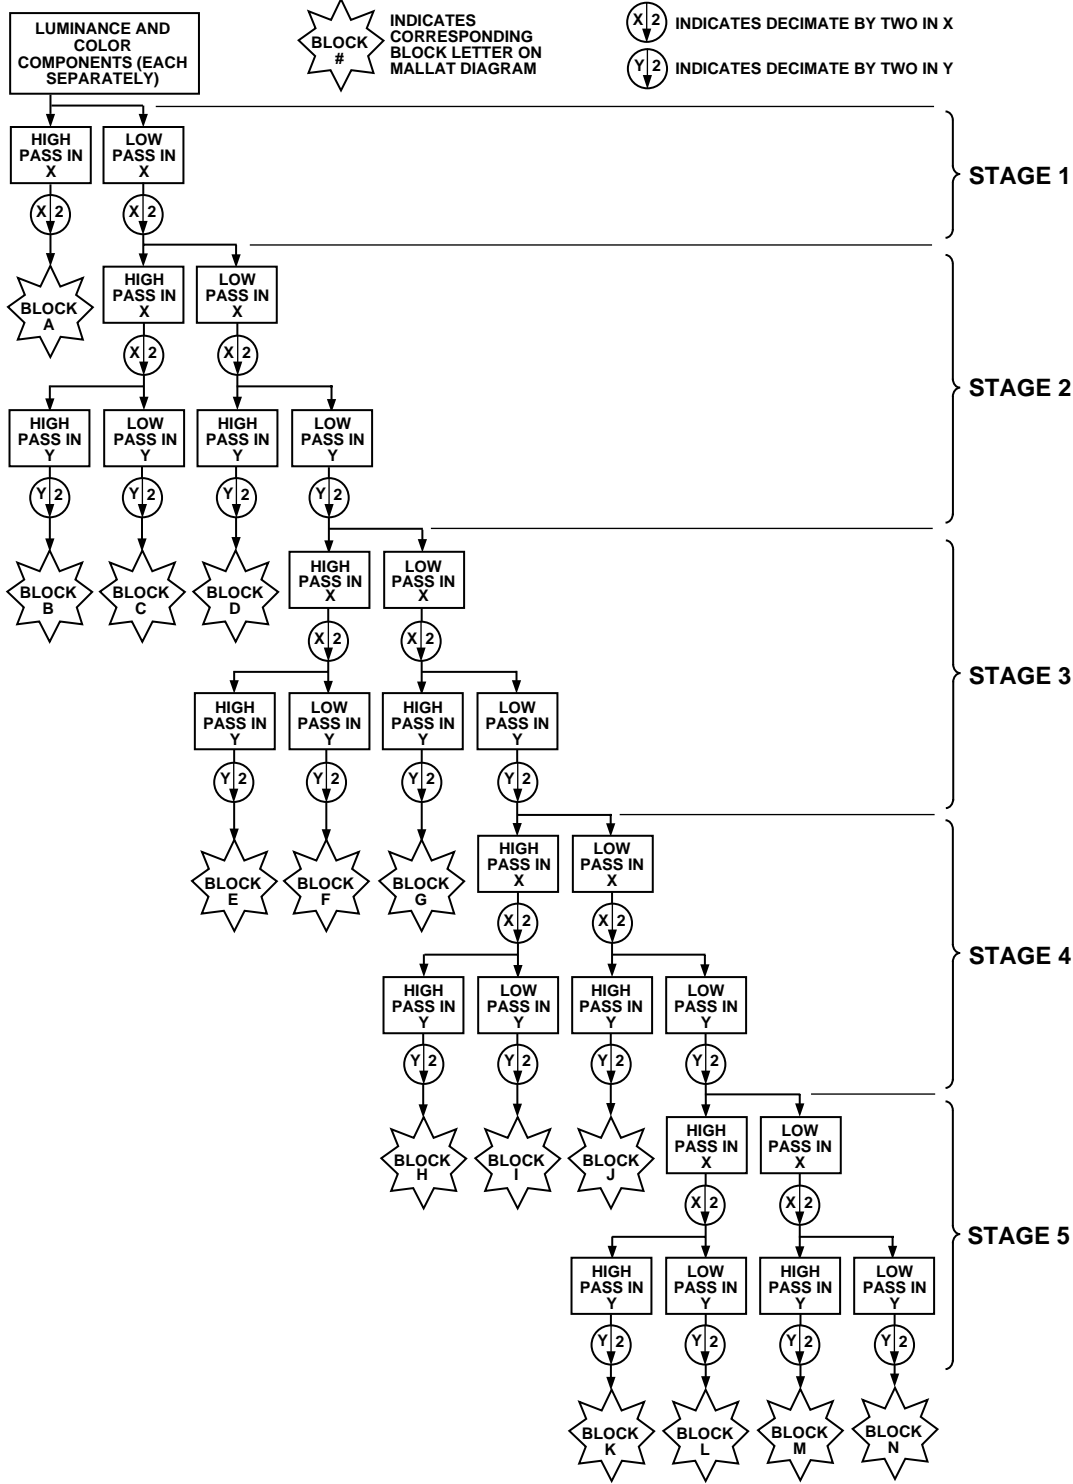 LUMINANCE AND
COLOR
COMPONENTS (EACH
SEPARATELY)
BLOCK
#
INDICATES
CORRESPONDING
BLOCK LETTER ON
MALLAT DIAGRAM
X 2
INDICATES DECIMATE BY TWO IN X
Y 2
INDICATES DECIMATE BY TWO IN Y
HIGH
PASS IN
X
LOW
PASS IN
X
STAGE 1
X 2
X 2
BLOCK
A
HIGH
PASS IN
X
LOW
PASS IN
X
X 2
X 2
STAGE 2
HIGH
PASS IN
Y
LOW
PASS IN
Y
HIGH
PASS IN
Y
LOW
PASS IN
Y
Y 2
Y 2
Y 2
Y 2
BLOCK
B
BLOCK
C
BLOCK
D
HIGH
PASS IN
X
LOW
PASS IN
X
X 2
X 2
STAGE 3
HIGH
PASS IN
Y
LOW
PASS IN
Y
HIGH
PASS IN
Y
LOW
PASS IN
Y
Y 2
Y 2
Y 2
Y 2
BLOCK
E
BLOCK
F
BLOCK
G
HIGH
PASS IN
X
LOW
PASS IN
X
X 2
X 2
STAGE 4
HIGH
PASS IN
Y
LOW
PASS IN
Y
HIGH
PASS IN
Y
LOW
PASS IN
Y
Y 2
Y 2
Y 2
Y 2
BLOCK
H
BLOCK
I
BLOCK
J
HIGH
PASS IN
X
LOW
PASS IN
X
X 2
X 2
STAGE 5
HIGH
PASS IN
Y
LOW
PASS IN
Y
HIGH
PASS IN
Y
LOW
PASS IN
Y
Y 2
Y 2
Y 2
Y 2
BLOCK
K
BLOCK
L
BLOCK
M
BLOCK
N